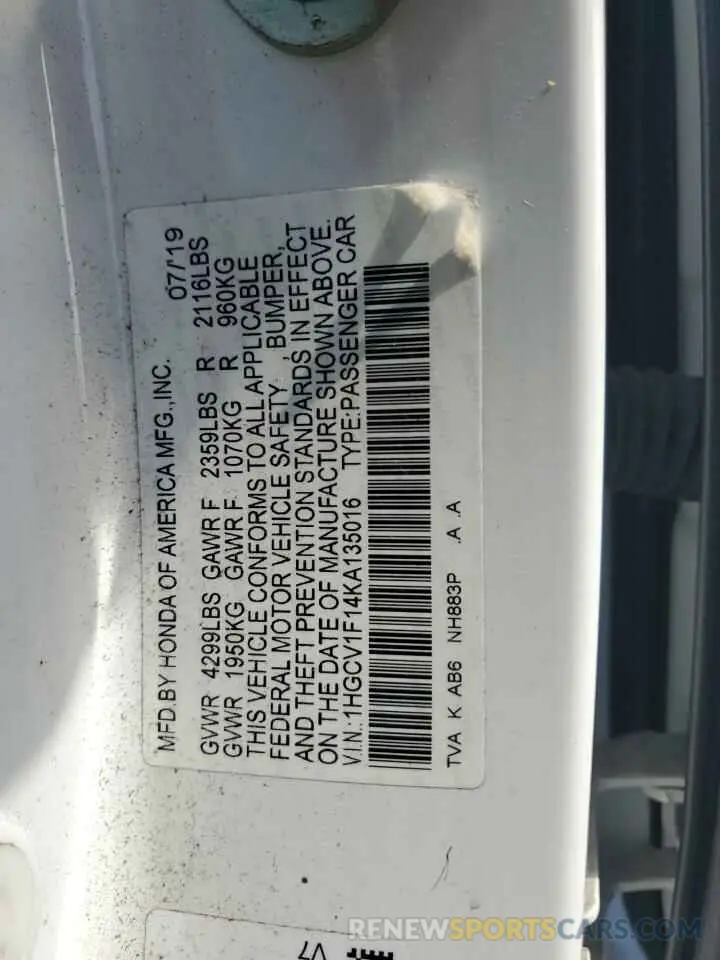 MFD.BY HONDA OF AMERICA MFG.,INC. 07/19
GVWR 4299LBS GAWR F 2359LBS R 2116LBS
GVWR 1950KG GAWR F 1070KG R 960KG
THIS VEHICLE CONFORMS TO ALL APPLICABLE
FEDERAL MOTOR VEHICLE SAFETY , BUMPER,
AND THEFT PREVENTION STANDARDS IN EFFECT
ON THE DATE OF MANUFACTURE SHOWN ABOVE.
V.I.N.:1HGCV1F14KA135016 TYPE:PASSENGER CAR
TVA K AB6 NH883P .A .A
RENEWSPORTSCARS.COM